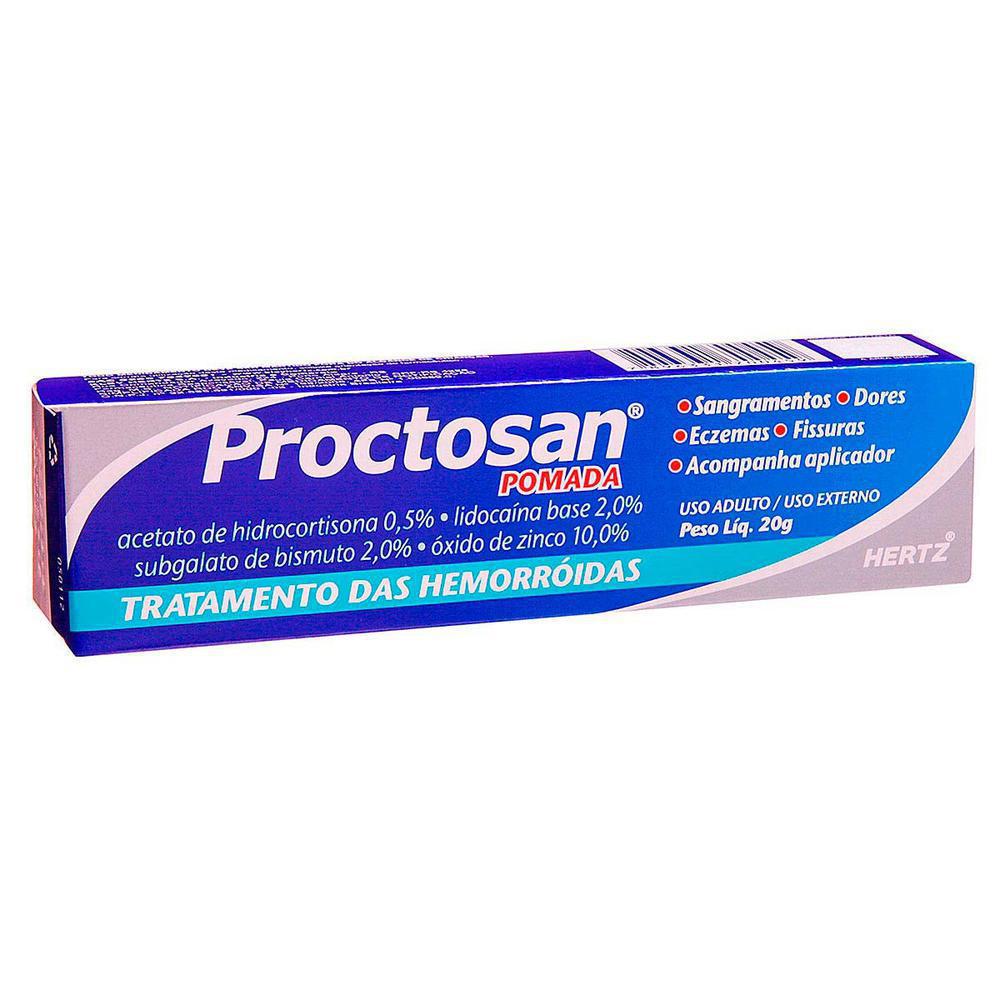 Proctosan®
POMADA
acetato de hidrocortisona 0,5% • lidocaína base 2,0%
subgalato de bismuto 2,0% • óxido de zinco 10,0%
TRATAMENTO DAS HEMORRÓIDAS
• Sangramentos • Dores
• Eczemas • Fissuras
• Acompanha aplicador
USO ADULTO / USO EXTERNO
Peso Líq. 20g
HERTZ®